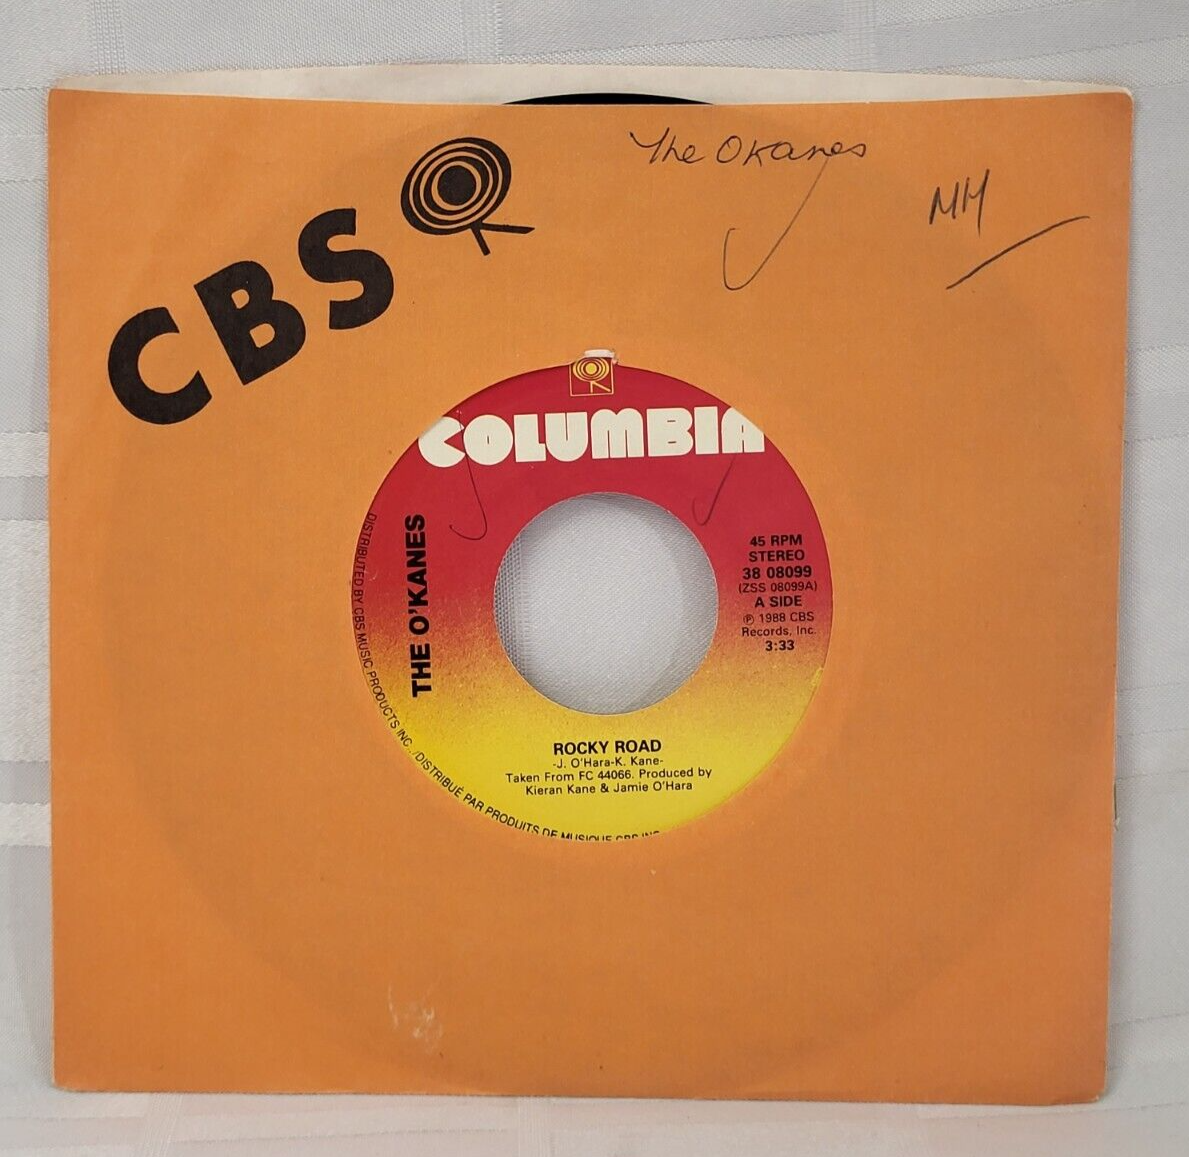 The OKanes
MH
CBS
COLUMBIA
THE O'KANES
45 RPM
STEREO
38 08099
(ZSS 08099A)
A SIDE
℗ 1988 CBS
Records, Inc.
3:33
ROCKY ROAD
-J. O'Hara-K. Kane-
Taken From FC 44066. Produced by
Kieran Kane & Jamie O'Hara
DISTRIBUTED BY CBS MUSIC PRODUCTS INC., /DISTRIBUÉ PAR PRODUITS DE MUSIQUE CBS INC.